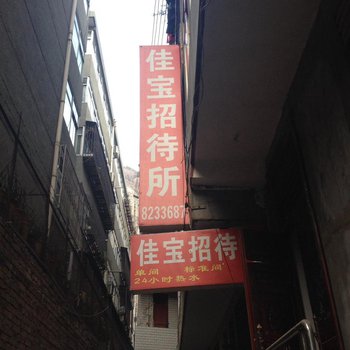 佳宝招待所
8233687
佳宝招待
单间 标准间
24小时热水